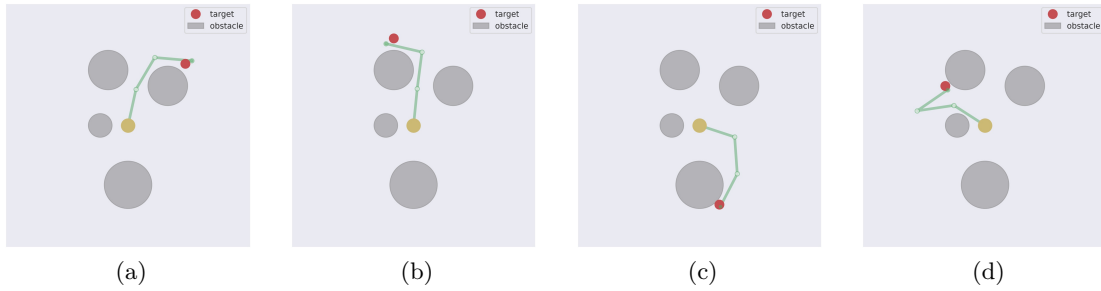 target
obstacle
target
obstacle
target
obstacle
target
obstacle
(a)
(b)
(c)
(d)